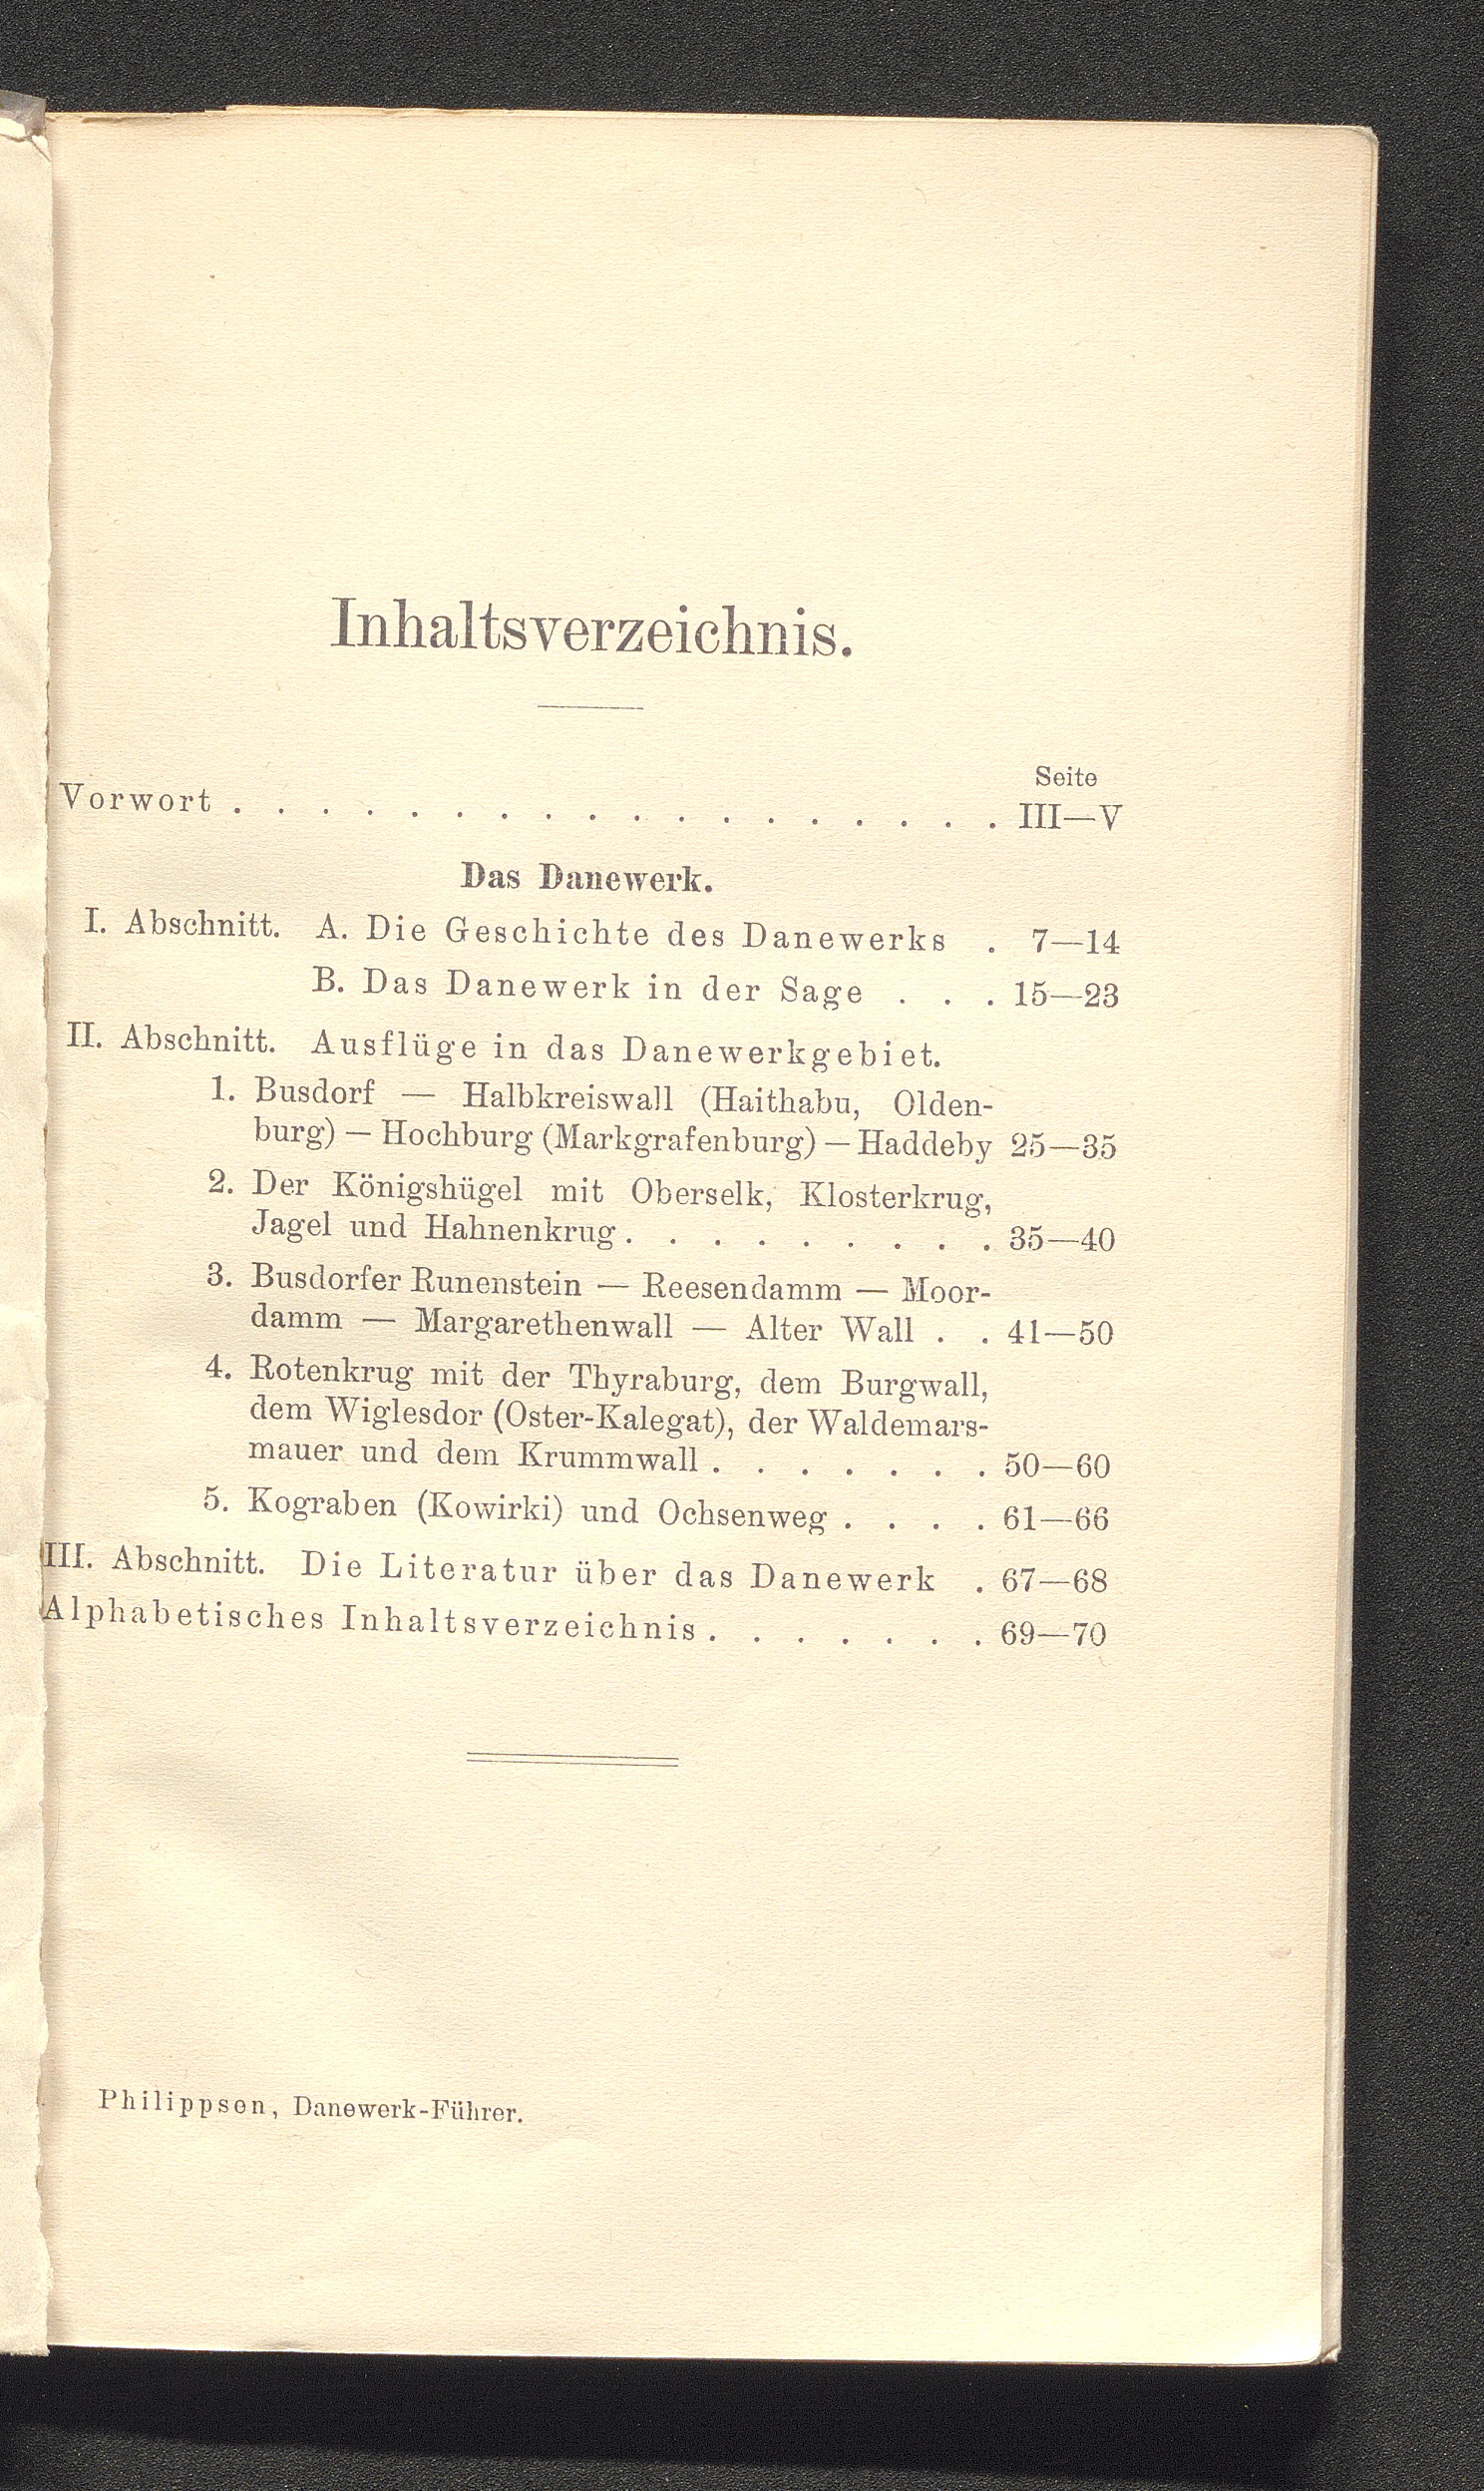 Inhaltsverzeichnis.
Seite
Vorwort . . . . . . . . . . . . . . . . . . III—V
Das Danewerk.
I. Abschnitt. A. Die Geschichte des Danewerks . 7—14
B. Das Danewerk in der Sage . . . 15—23
II. Abschnitt. Ausflüge in das Danewerkgebiet.
1. Busdorf — Halbkreiswall (Haithabu, Olden-
burg) — Hochburg (Markgrafenburg) — Haddeby 25—35
2. Der Königshügel mit Oberselk, Klosterkrug,
Jagel und Hahnenkrug . . . . . . . . . 35—40
3. Busdorfer Runenstein — Reesendamm — Moor-
damm — Margarethenwall — Alter Wall . . 41—50
4. Rotenkrug mit der Thyraburg, dem Burgwall,
dem Wiglesdor (Oster-Kalegat), der Waldemars-
mauer und dem Krummwall . . . . . . . 50—60
5. Kograben (Kowirki) und Ochsenweg . . . . 61—66
III. Abschnitt. Die Literatur über das Danewerk . 67—68
Alphabetisches Inhaltsverzeichnis . . . . . . . 69—70
Philippsen, Danewerk-Führer.